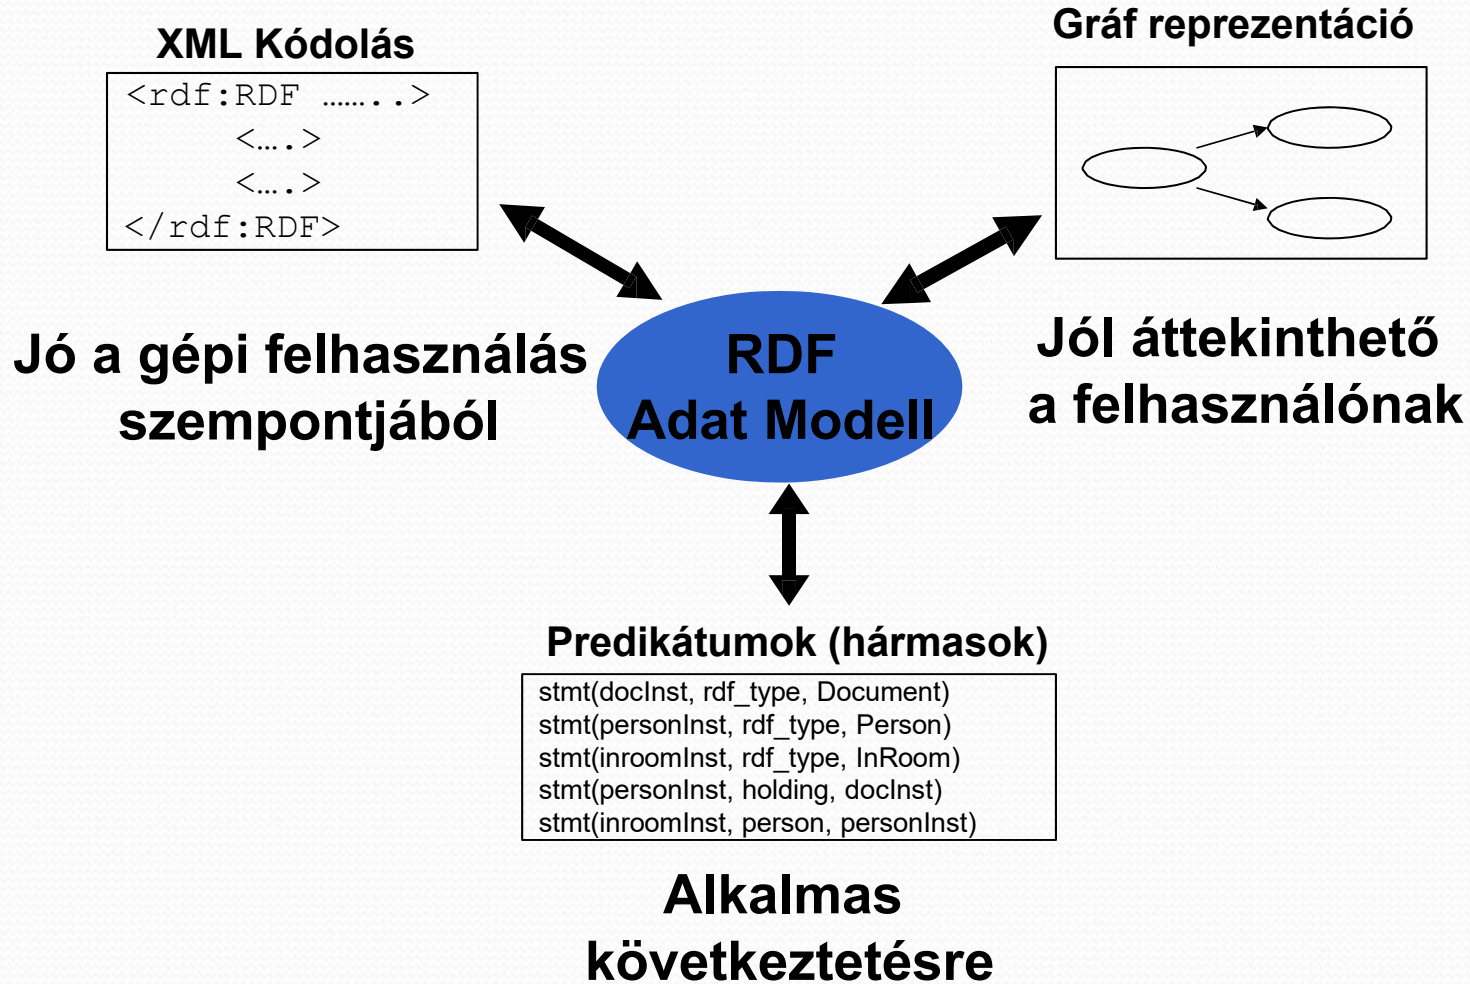 XML Kódolás
<rdf:RDF ……..>
<….>
<….>
</rdf:RDF>
Jó a gépi felhasználás
szempontjából
Gráf reprezentáció
Jól áttekinthető
a felhasználónak
RDF
Adat Modell
Predikátumok (hármasok)
stmt(docInst, rdf_type, Document)
stmt(personInst, rdf_type, Person)
stmt(inroomInst, rdf_type, InRoom)
stmt(personInst, holding, docInst)
stmt(inroomInst, person, personInst)
Alkalmas
következtetésre